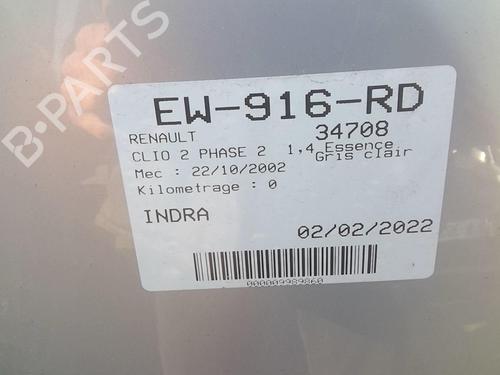 B-PARTS
EW-916-RD
RENAULT 34708
CLIO 2 PHASE 2 1,4 Essence
Gris clair
Mec : 22/10/2002
Kilometrage : 0
INDRA
02/02/2022
000009989860